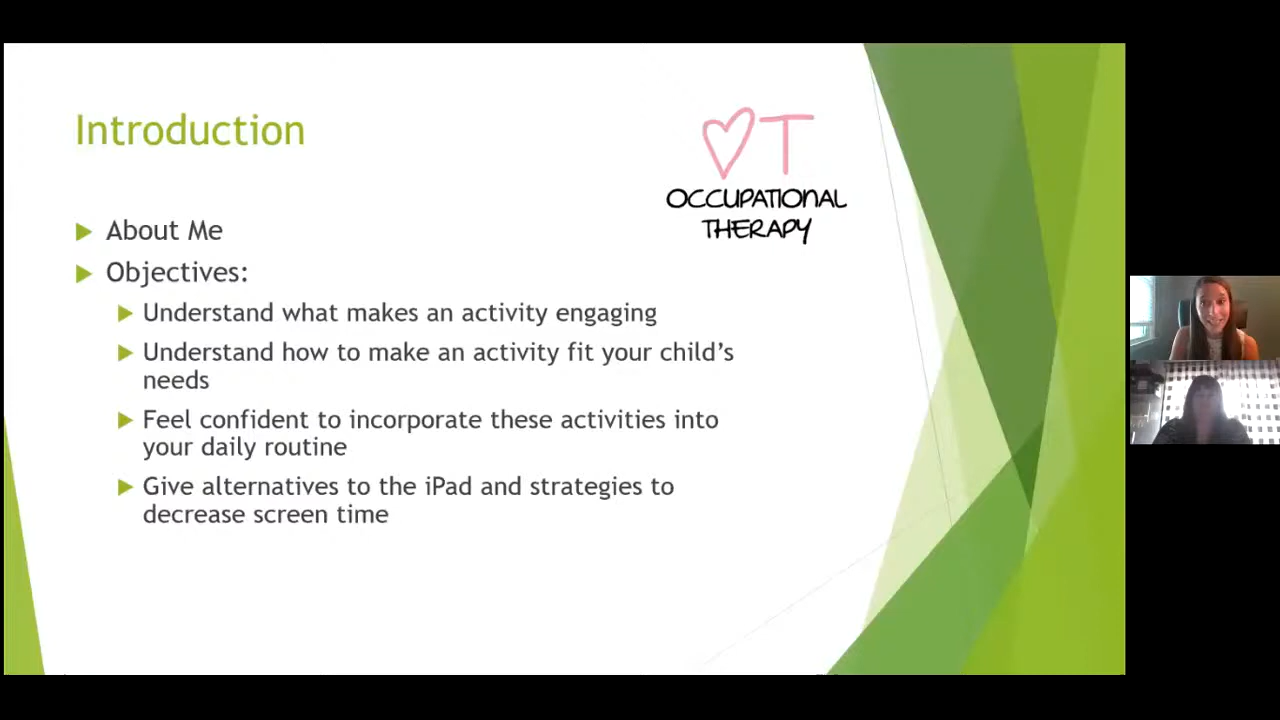 Introduction
OCCUPATIONAL
THERAPY
About Me
Objectives:
Understand what makes an activity engaging
Understand how to make an activity fit your child's
needs
Feel confident to incorporate these activities into
your daily routine
Give alternatives to the iPad and strategies to
decrease screen time